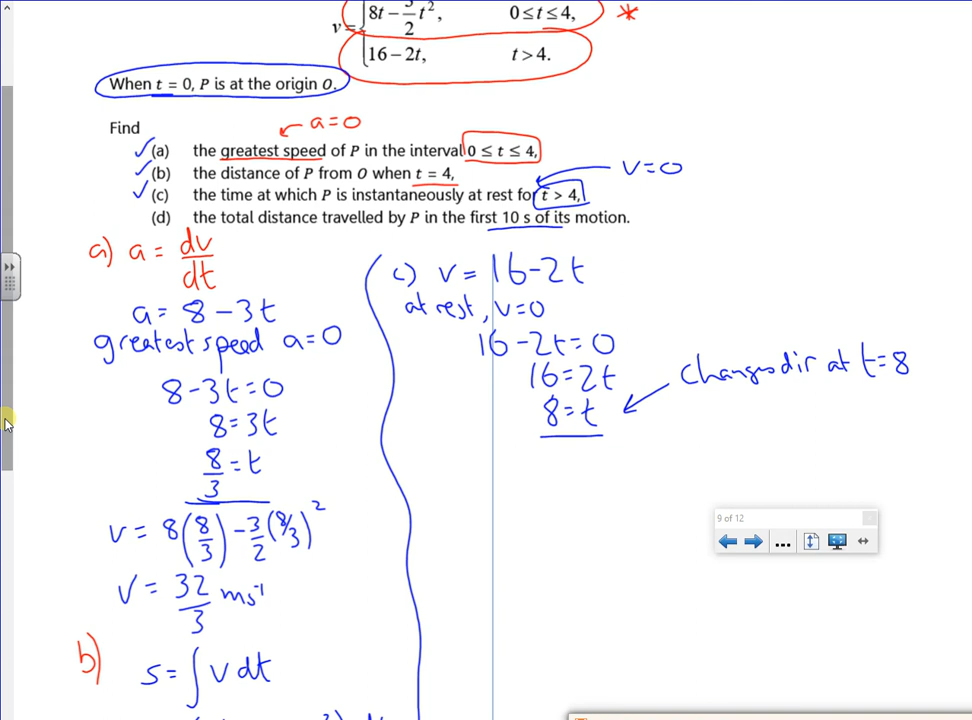 v = { 8t − 3/2 t², 0 ≤ t ≤ 4, *
16 − 2t, t > 4.
When t = 0, P is at the origin O.
Find
a = 0
(a) the greatest speed of P in the interval 0 ≤ t ≤ 4,
(b) the distance of P from O when t = 4,
v = 0
(c) the time at which P is instantaneously at rest for t > 4,
(d) the total distance travelled by P in the first 10 s of its motion.
a) a = dv/dt
a = 8 − 3t
greatest speed a = 0
8 − 3t = 0
8 = 3t
8/3 = t
v = 8(8/3) − 3/2(8/3)²
v = 32/3 ms⁻¹
b) s = ∫ v dt
c) v = 16 − 2t
at rest, v = 0
16 − 2t = 0
16 = 2t
8 = t
changes dir at t = 8
9 of 12